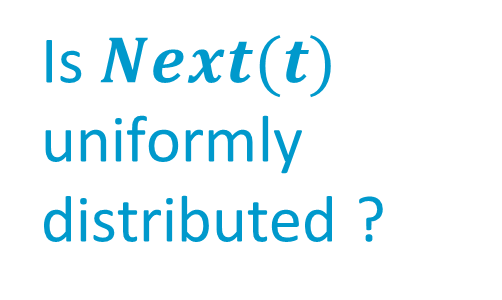 Is Next(t)
uniformly
distributed ?